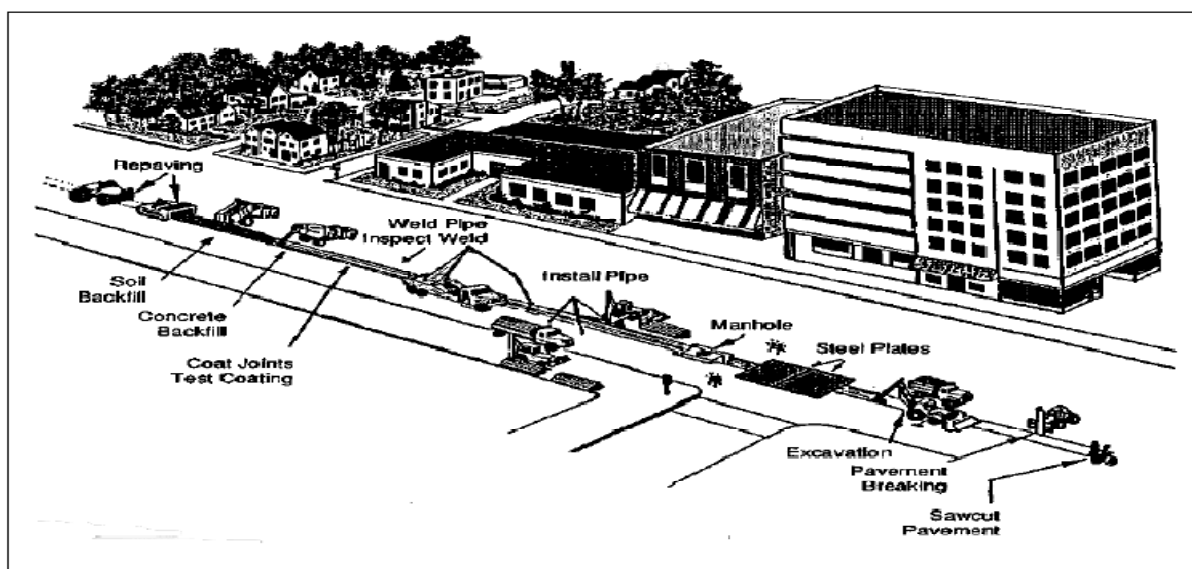 Repaving
Weld Pipe
Inspect Weld
Install Pipe
Soil
Backfill
Concrete
Backfill
Manhole
Steel Plates
Coat Joints
Test Coating
Excavation
Pavement
Breaking
Sawcut
Pavement